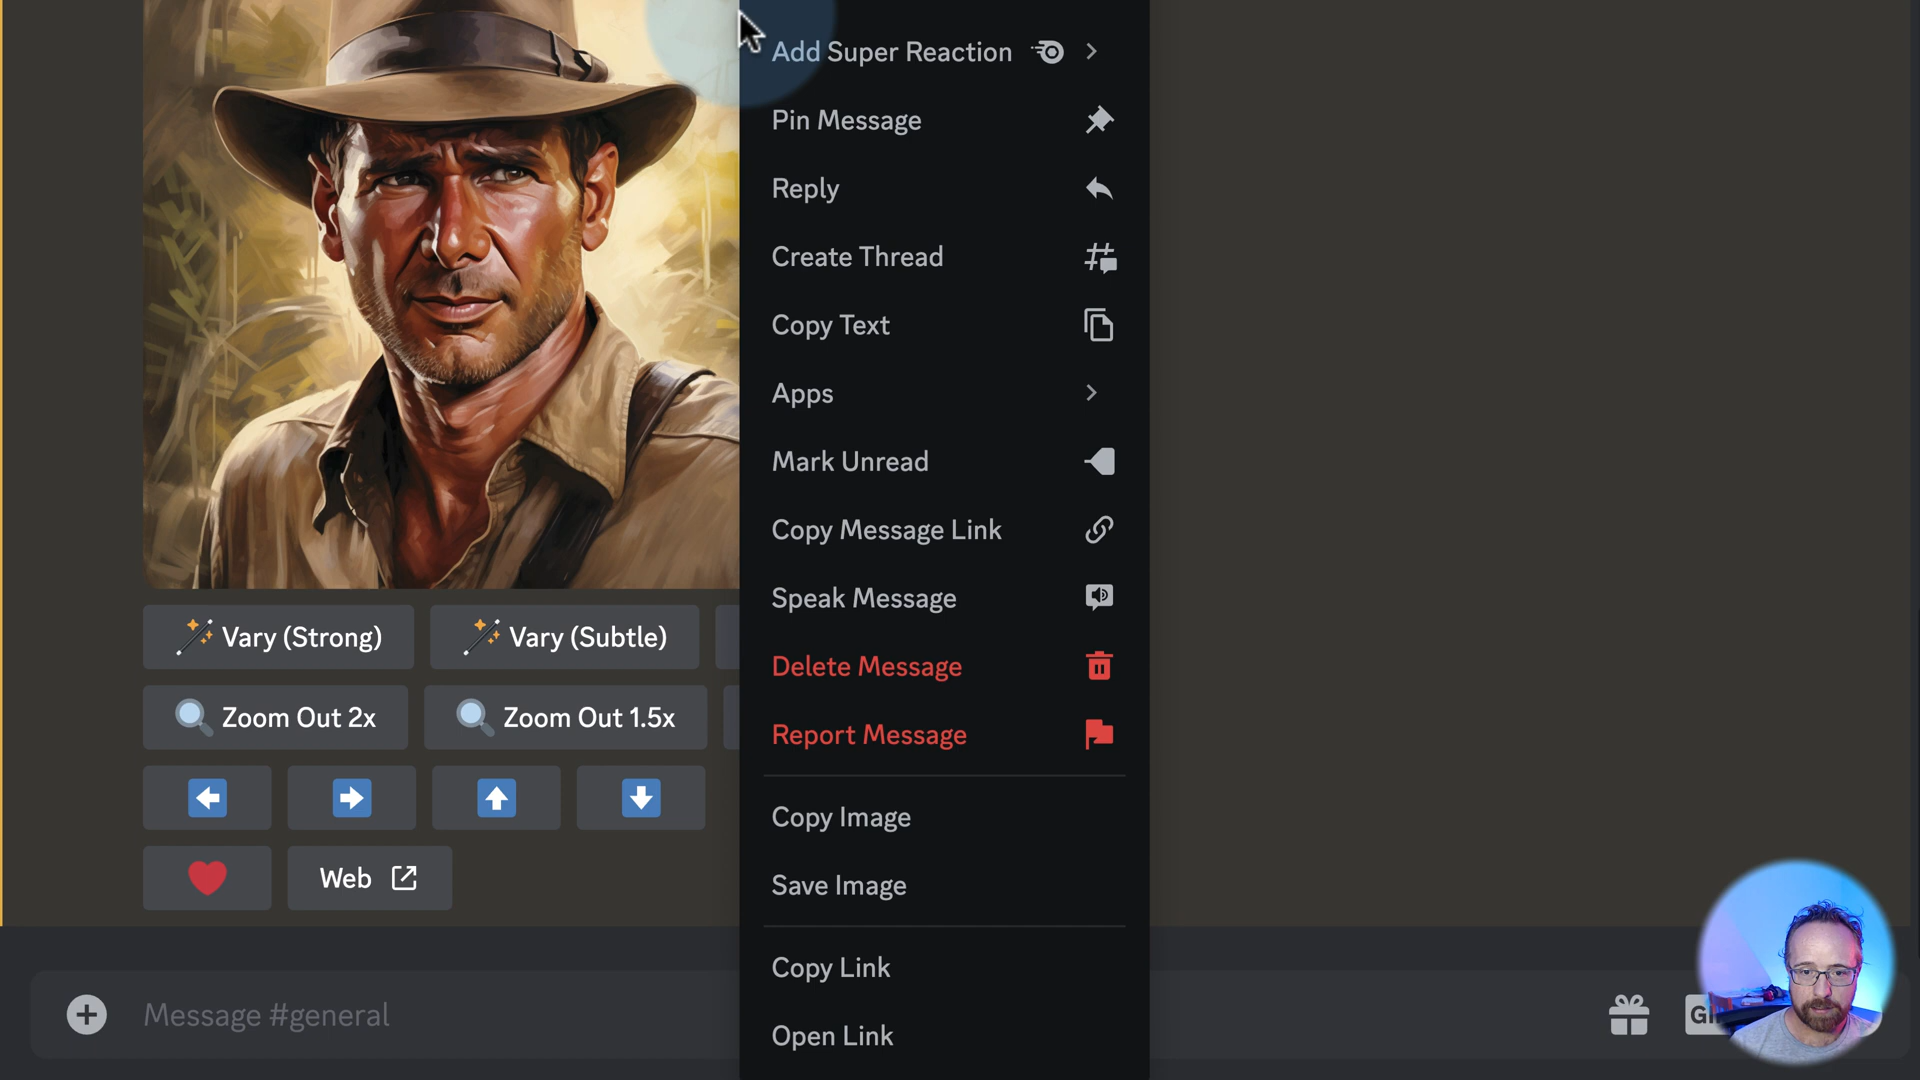 Add Super Reaction
Pin Message
Reply
Create Thread
Copy Text
Apps
Mark Unread
Copy Message Link
Speak Message
Delete Message
Report Message
Copy Image
Save Image
Copy Link
Open Link
Vary (Strong)
Vary (Subtle)
Zoom Out 2x
Zoom Out 1.5x
Web
Message #general